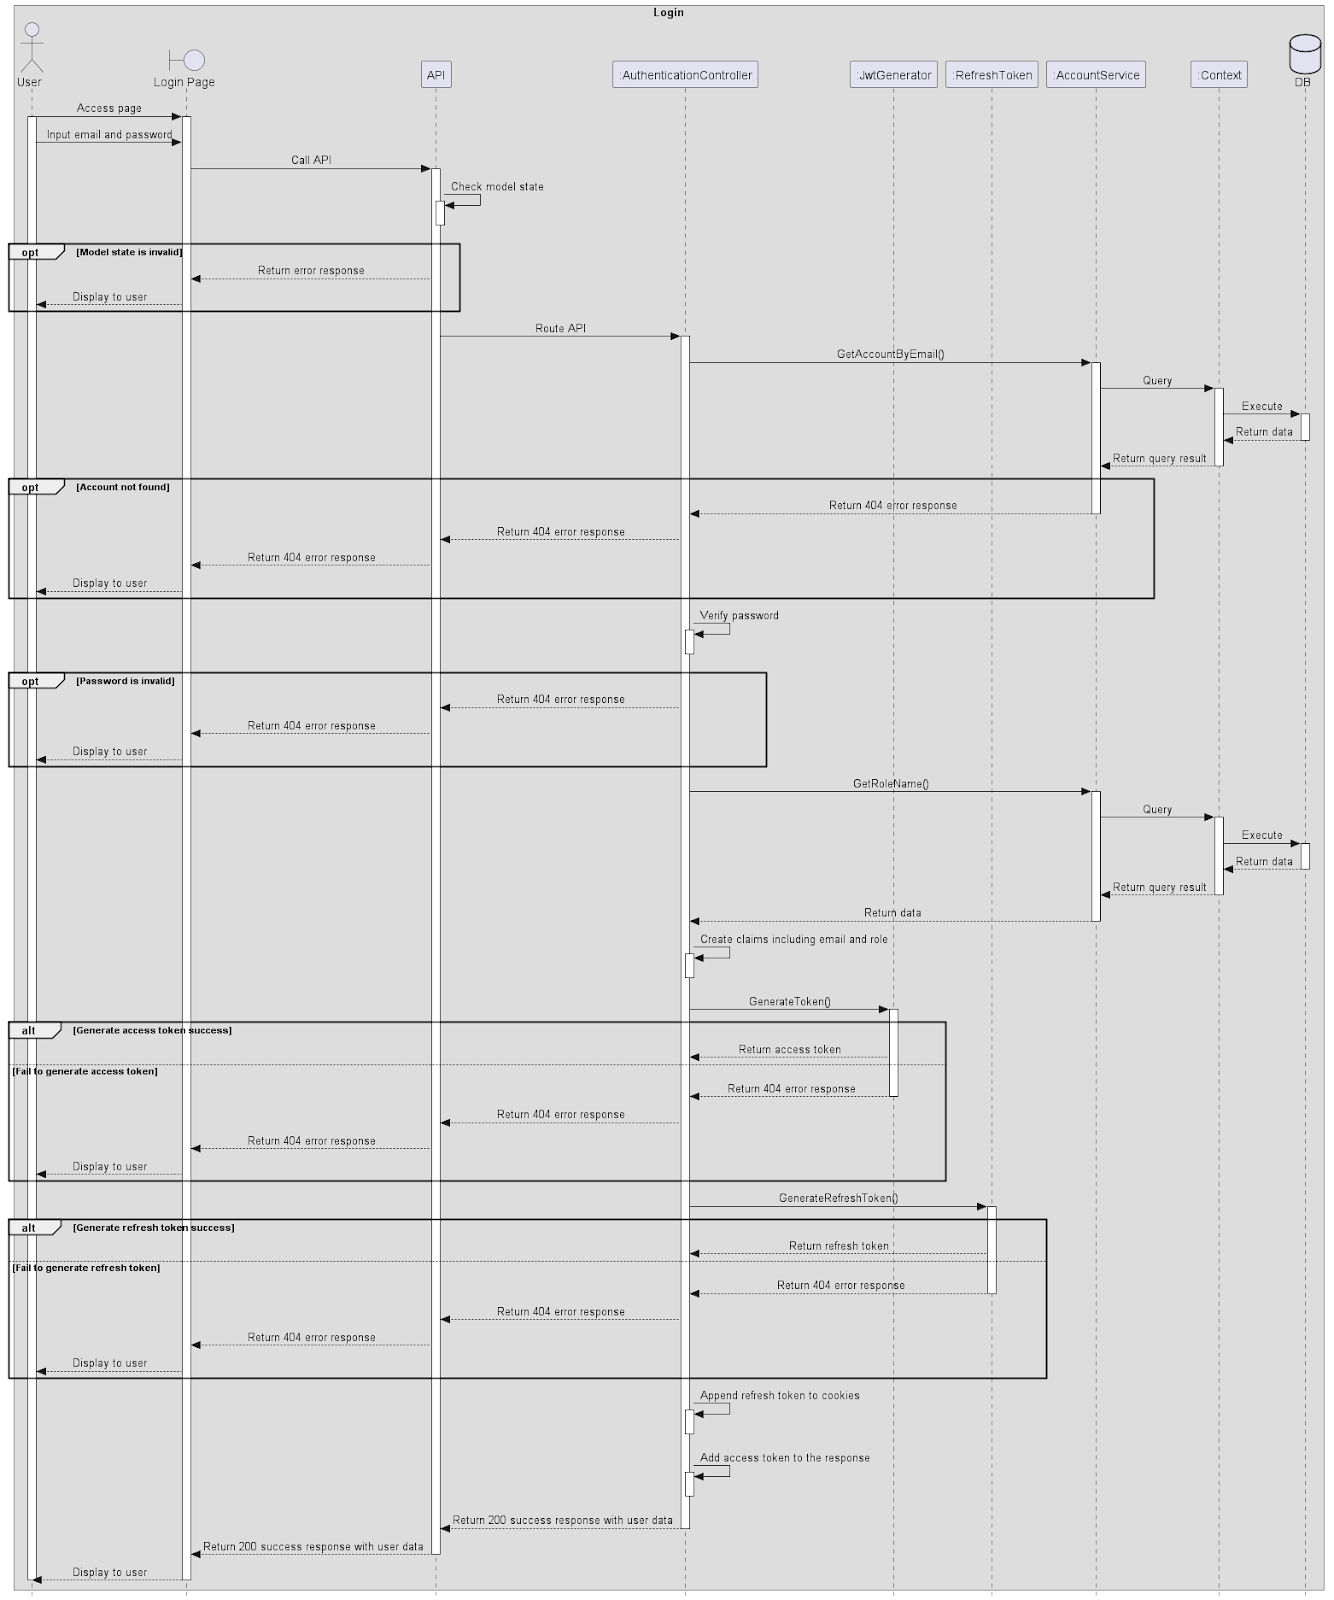 Login
User
Login Page
API
:AuthenticationController
:JwtGenerator
:RefreshToken
:AccountService
:Context
DB
Access page
Input email and password
Call API
Check model state
opt [Model state is invalid]
Return error response
Display to user
Route API
GetAccountByEmail()
Query
Execute
Return data
Return query result
opt [Account not found]
Return 404 error response
Return 404 error response
Return 404 error response
Display to user
Verify password
opt [Password is invalid]
Return 404 error response
Return 404 error response
Display to user
GetRoleName()
Query
Execute
Return data
Return query result
Return data
Create claims including email and role
GenerateToken()
alt [Generate access token success]
Return access token
[Fail to generate access token]
Return 404 error response
Return 404 error response
Return 404 error response
Display to user
GenerateRefreshToken()
alt [Generate refresh token success]
Return refresh token
[Fail to generate refresh token]
Return 404 error response
Return 404 error response
Return 404 error response
Display to user
Append refresh token to cookies
Add access token to the response
Return 200 success response with user data
Return 200 success response with user data
Display to user